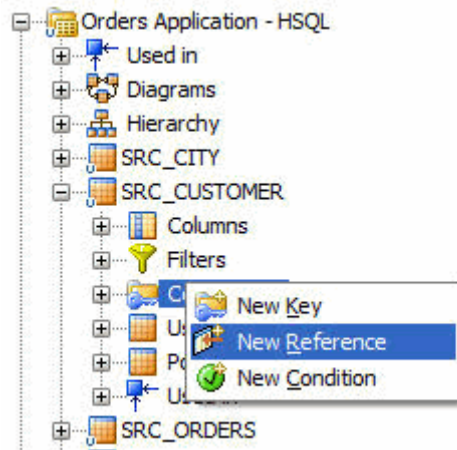 Orders Application - HSQL
Used in
Diagrams
Hierarchy
SRC_CITY
SRC_CUSTOMER
Columns
Filters
New Key
New Reference
New Condition
SRC_ORDERS